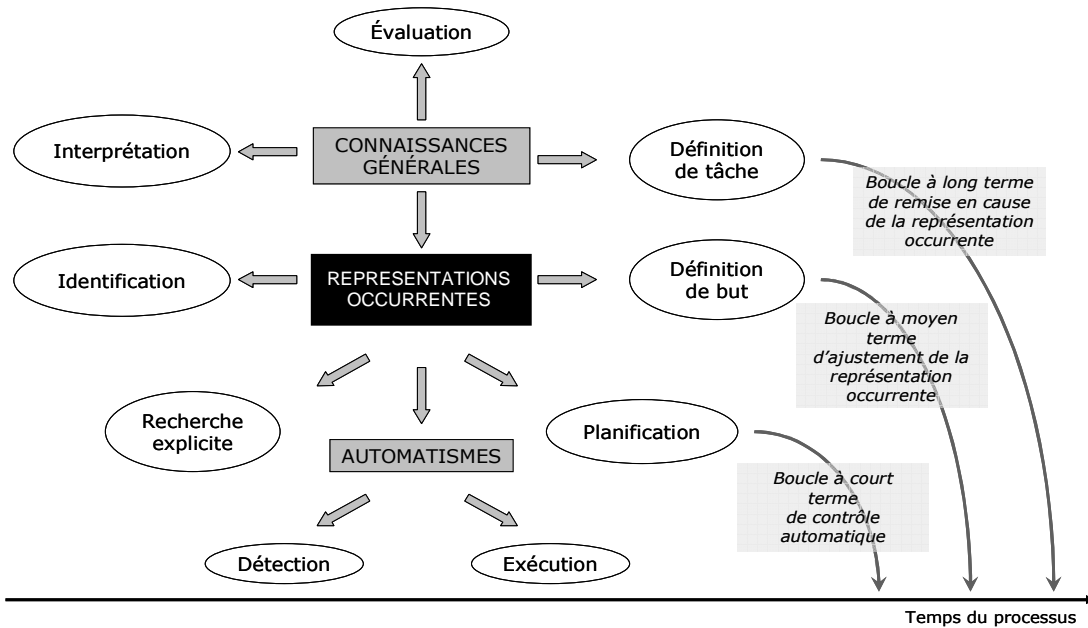 Évaluation
Interprétation
CONNAISSANCES
GÉNÉRALES
Définition
de tâche
Boucle à long terme
de remise en cause
de la représentation
occurrente
Identification
REPRESENTATIONS
OCCURRENTES
Définition
de but
Boucle à moyen
terme
d'ajustement de la
représentation
occurrente
Recherche
explicite
AUTOMATISMES
Planification
Boucle à court
terme
de contrôle
automatique
Détection
Exécution
Temps du processus